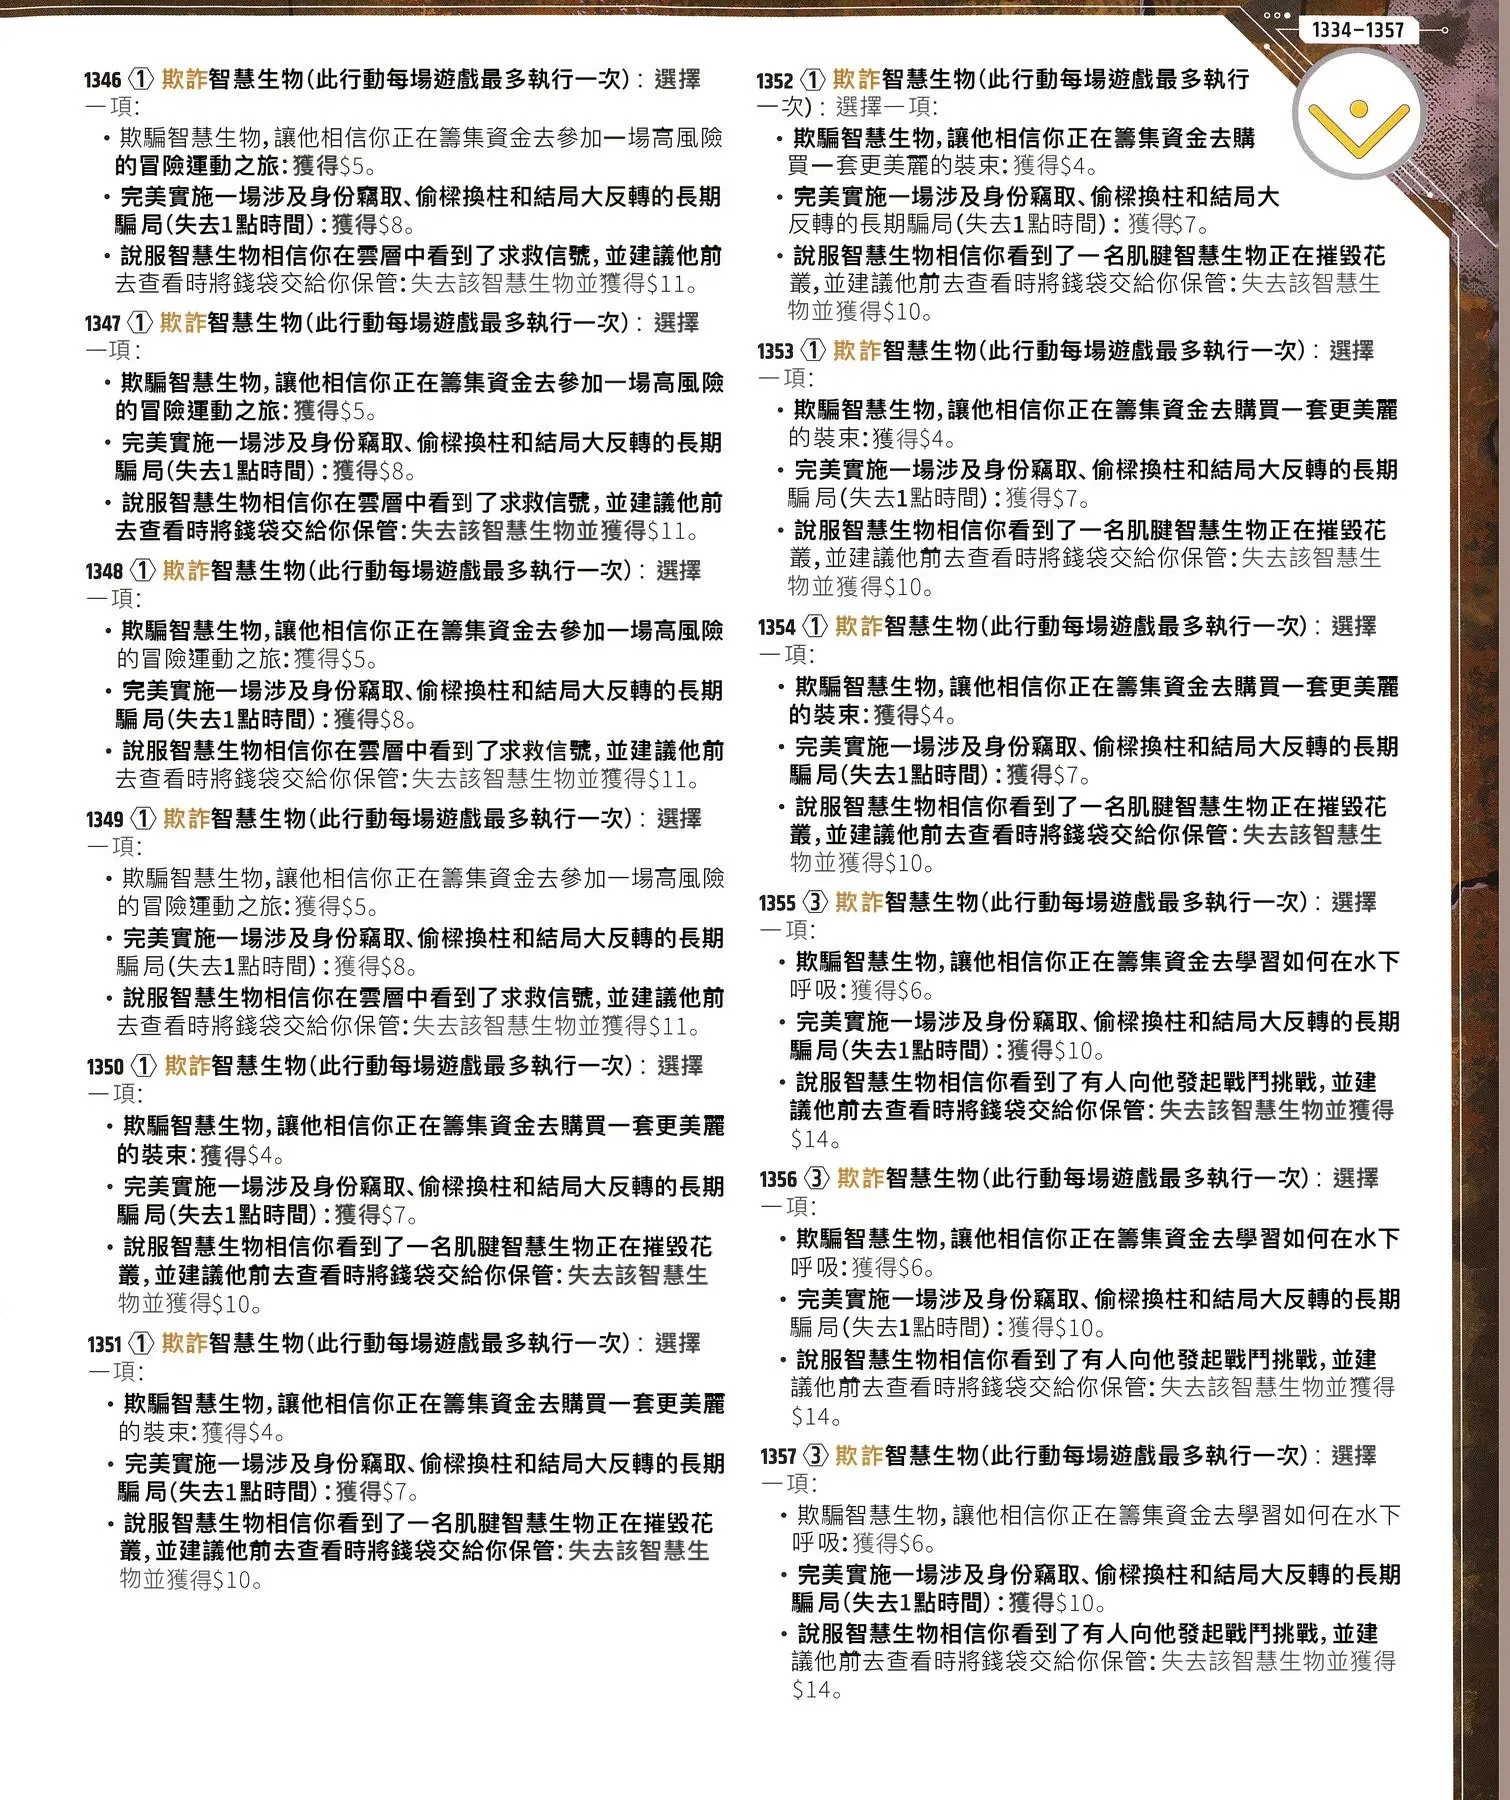 1334–1357
1346 1 欺詐智慧生物(此行動每場遊戲最多執行一次)：選擇
一項：
•欺騙智慧生物，讓他相信你正在籌集資金去參加一場高風險
的冒險運動之旅：獲得$5。
•完美實施一場涉及身份竊取、偷樑換柱和結局大反轉的長期
騙局(失去1點時間)：獲得$8。
•說服智慧生物相信你在雲層中看到了求救信號，並建議他前
去查看時將錢袋交給你保管：失去該智慧生物並獲得$11。
1347 1 欺詐智慧生物(此行動每場遊戲最多執行一次)：選擇
一項：
•欺騙智慧生物，讓他相信你正在籌集資金去參加一場高風險
的冒險運動之旅：獲得$5。
•完美實施一場涉及身份竊取、偷樑換柱和結局大反轉的長期
騙局(失去1點時間)：獲得$8。
•說服智慧生物相信你在雲層中看到了求救信號，並建議他前
去查看時將錢袋交給你保管：失去該智慧生物並獲得$11。
1348 1 欺詐智慧生物(此行動每場遊戲最多執行一次)：選擇
一項：
•欺騙智慧生物，讓他相信你正在籌集資金去參加一場高風險
的冒險運動之旅：獲得$5。
•完美實施一場涉及身份竊取、偷樑換柱和結局大反轉的長期
騙局(失去1點時間)：獲得$8。
•說服智慧生物相信你在雲層中看到了求救信號，並建議他前
去查看時將錢袋交給你保管：失去該智慧生物並獲得$11。
1349 1 欺詐智慧生物(此行動每場遊戲最多執行一次)：選擇
一項：
•欺騙智慧生物，讓他相信你正在籌集資金去參加一場高風險
的冒險運動之旅：獲得$5。
•完美實施一場涉及身份竊取、偷樑換柱和結局大反轉的長期
騙局(失去1點時間)：獲得$8。
•說服智慧生物相信你在雲層中看到了求救信號，並建議他前
去查看時將錢袋交給你保管：失去該智慧生物並獲得$11。
1350 1 欺詐智慧生物(此行動每場遊戲最多執行一次)：選擇
一項：
•欺騙智慧生物，讓他相信你正在籌集資金去購買一套更美麗
的裝束：獲得$4。
•完美實施一場涉及身份竊取、偷樑換柱和結局大反轉的長期
騙局(失去1點時間)：獲得$7。
•說服智慧生物相信你看到了一名肌腱智慧生物正在摧毀花
叢，並建議他前去查看時將錢袋交給你保管：失去該智慧生
物並獲得$10。
1351 1 欺詐智慧生物(此行動每場遊戲最多執行一次)：選擇
一項：
•欺騙智慧生物，讓他相信你正在籌集資金去購買一套更美麗
的裝束：獲得$4。
•完美實施一場涉及身份竊取、偷樑換柱和結局大反轉的長期
騙局(失去1點時間)：獲得$7。
•說服智慧生物相信你看到了一名肌腱智慧生物正在摧毀花
叢，並建議他前去查看時將錢袋交給你保管：失去該智慧生
物並獲得$10。
1352 1 欺詐智慧生物(此行動每場遊戲最多執行
一次)：選擇一項：
•欺騙智慧生物，讓他相信你正在籌集資金去購
買一套更美麗的裝束：獲得$4。
•完美實施一場涉及身份竊取、偷樑換柱和結局大
反轉的長期騙局(失去1點時間)：獲得$7。
•說服智慧生物相信你看到了一名肌腱智慧生物正在摧毀花
叢，並建議他前去查看時將錢袋交給你保管：失去該智慧生
物並獲得$10。
1353 1 欺詐智慧生物(此行動每場遊戲最多執行一次)：選擇
一項：
•欺騙智慧生物，讓他相信你正在籌集資金去購買一套更美麗
的裝束：獲得$4。
•完美實施一場涉及身份竊取、偷樑換柱和結局大反轉的長期
騙局(失去1點時間)：獲得$7。
•說服智慧生物相信你看到了一名肌腱智慧生物正在摧毀花
叢，並建議他前去查看時將錢袋交給你保管：失去該智慧生
物並獲得$10。
1354 1 欺詐智慧生物(此行動每場遊戲最多執行一次)：選擇
一項：
•欺騙智慧生物，讓他相信你正在籌集資金去購買一套更美麗
的裝束：獲得$4。
•完美實施一場涉及身份竊取、偷樑換柱和結局大反轉的長期
騙局(失去1點時間)：獲得$7。
•說服智慧生物相信你看到了一名肌腱智慧生物正在摧毀花
叢，並建議他前去查看時將錢袋交給你保管：失去該智慧生
物並獲得$10。
1355 3 欺詐智慧生物(此行動每場遊戲最多執行一次)：選擇
一項：
•欺騙智慧生物，讓他相信你正在籌集資金去學習如何在水下
呼吸：獲得$6。
•完美實施一場涉及身份竊取、偷樑換柱和結局大反轉的長期
騙局(失去1點時間)：獲得$10。
•說服智慧生物相信你看到了有人向他發起戰鬥挑戰，並建
議他前去查看時將錢袋交給你保管：失去該智慧生物並獲得
$14。
1356 3 欺詐智慧生物(此行動每場遊戲最多執行一次)：選擇
一項：
•欺騙智慧生物，讓他相信你正在籌集資金去學習如何在水下
呼吸：獲得$6。
•完美實施一場涉及身份竊取、偷樑換柱和結局大反轉的長期
騙局(失去1點時間)：獲得$10。
•說服智慧生物相信你看到了有人向他發起戰鬥挑戰，並建
議他前去查看時將錢袋交給你保管：失去該智慧生物並獲得
$14。
1357 3 欺詐智慧生物(此行動每場遊戲最多執行一次)：選擇
一項：
•欺騙智慧生物，讓他相信你正在籌集資金去學習如何在水下
呼吸：獲得$6。
•完美實施一場涉及身份竊取、偷樑換柱和結局大反轉的長期
騙局(失去1點時間)：獲得$10。
•說服智慧生物相信你看到了有人向他發起戰鬥挑戰，並建
議他前去查看時將錢袋交給你保管：失去該智慧生物並獲得
$14。